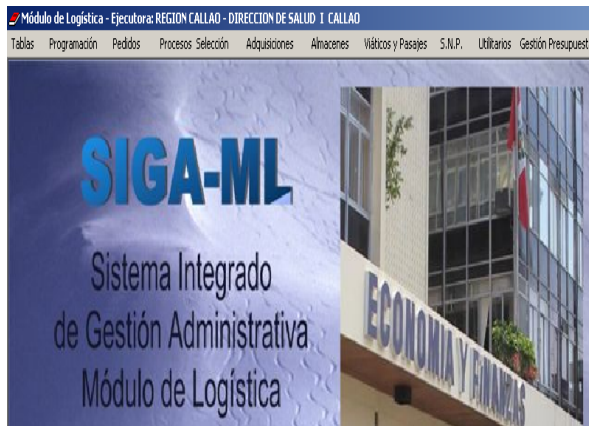 Módulo de Logística - Ejecutora: REGION CALLAO - DIRECCION DE SALUD I CALLAO
Tablas Programación Pedidos Procesos Selección Adquisiciones Almacenes Viáticos y Pasajes S.N.P. Utilitarios Gestión Presupuest
SIGA-ML
Sistema Integrado
de Gestión Administrativa
Módulo de Logística
ECONOMIA Y FINANZAS